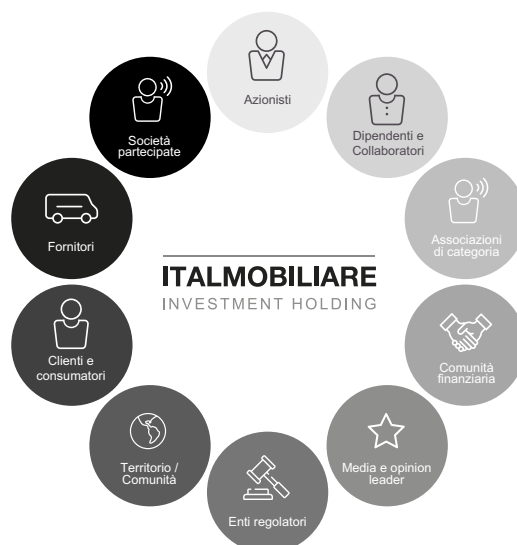 Azionisti
Dipendenti e
Collaboratori
Associazioni
di categoria
Comunità
finanziaria
Media e opinion
leader
Enti regolatori
Territorio /
Comunità
Clienti e
consumatori
Fornitori
Società
partecipate
ITALMOBILIARE
INVESTMENT HOLDING